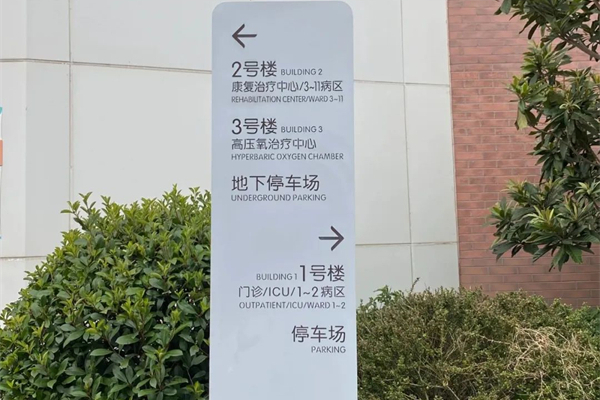 ←
2号楼 BUILDING 2
康复治疗中心/3~11病区
REHABILITATION CENTER/WARD 3~11
3号楼 BUILDING 3
高压氧治疗中心
HYPERBARIC OXYGEN CHAMBER
地下停车场
UNDERGROUND PARKING
→
BUILDING 1 1号楼
门诊/ICU/1~2病区
OUTPATIENT/ICU/WARD 1~2
停车场
PARKING